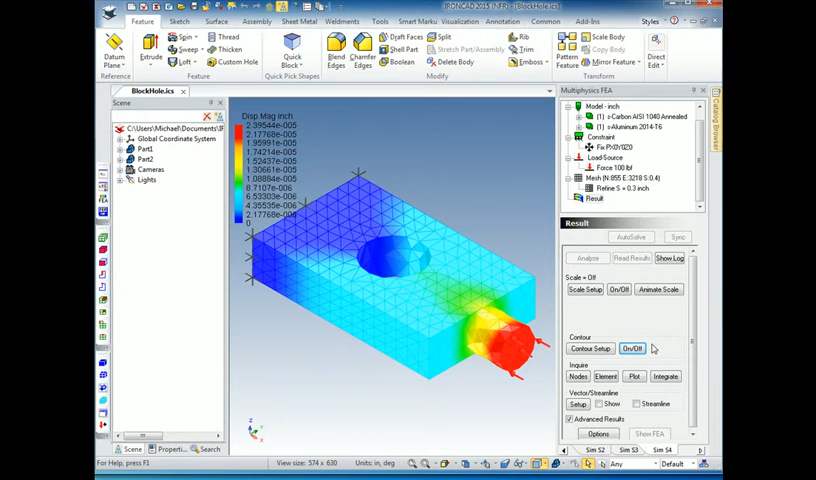 IRONCAD 2015 (IFF) - [BlockHole.ics]
Feature Sketch Surface Assembly Sheet Metal Weldments Tools SmartMarkup Visualization Annotation Common Add-Ins Styles
Datum Plane
Extrude
Spin
Sweep
Loft
Thread
Thicken
Custom Hole
Quick Block
Blend Edges
Chamfer Edges
Draft Faces
Shell Part
Boolean
Split
Stretch Part/Assembly
Delete Body
Rib
Trim
Emboss
Pattern Feature
Scale Body
Copy Body
Mirror Feature
Direct Edit
Reference Feature Quick Pick Shapes Modify Transform
BlockHole.ics
Scene
C:\Users\Michael\Documents\IF
Global Coordinate System
Part1
Part2
Cameras
Lights
Disp Mag inch
2.39544e-005
2.17768e-005
1.95991e-005
1.74214e-005
1.52437e-005
1.30661e-005
1.08884e-005
8.7107e-006
6.53303e-006
4.35535e-006
2.17768e-006
0
z
x
Multiphysics FEA
Model - inch
(1) s-Carbon AISI 1040 Annealed
(1) s-Aluminum 2014-T6
Constraint
Fix PX0Y0Z0
Load-Source
Force 100 lbf
Mesh (N:855 E:3218 S:0.4)
Refine S = 0.3 inch
Result
Catalog Browser
Result
AutoSolve Sync
Analyze Read Results Show Log
Scale = Off
Scale Setup On/Off Animate Scale
Contour
Contour Setup On/Off
Inquire
Nodes Element Plot Integrate
Vector/Streamline
Setup Show Streamline
Advanced Results
Options Show FEA
Scene Properti... Search
Sim S2 Sim S3 Sim S4
For Help, press F1
View size: 574 x 630
Units: in, deg
Any
Default